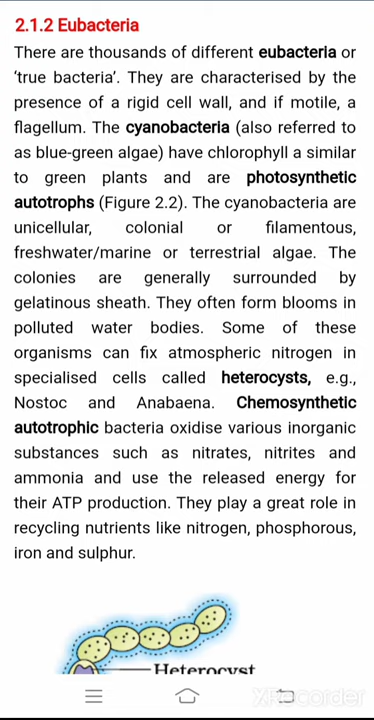 2.1.2 Eubacteria
There are thousands of different eubacteria or
‘true bacteria’. They are characterised by the
presence of a rigid cell wall, and if motile, a
flagellum. The cyanobacteria (also referred to
as blue-green algae) have chlorophyll a similar
to green plants and are photosynthetic
autotrophs (Figure 2.2). The cyanobacteria are
unicellular, colonial or filamentous,
freshwater/marine or terrestrial algae. The
colonies are generally surrounded by
gelatinous sheath. They often form blooms in
polluted water bodies. Some of these
organisms can fix atmospheric nitrogen in
specialised cells called heterocysts, e.g.,
Nostoc and Anabaena. Chemosynthetic
autotrophic bacteria oxidise various inorganic
substances such as nitrates, nitrites and
ammonia and use the released energy for
their ATP production. They play a great role in
recycling nutrients like nitrogen, phosphorous,
iron and sulphur.
Heterocyst
XRecorder